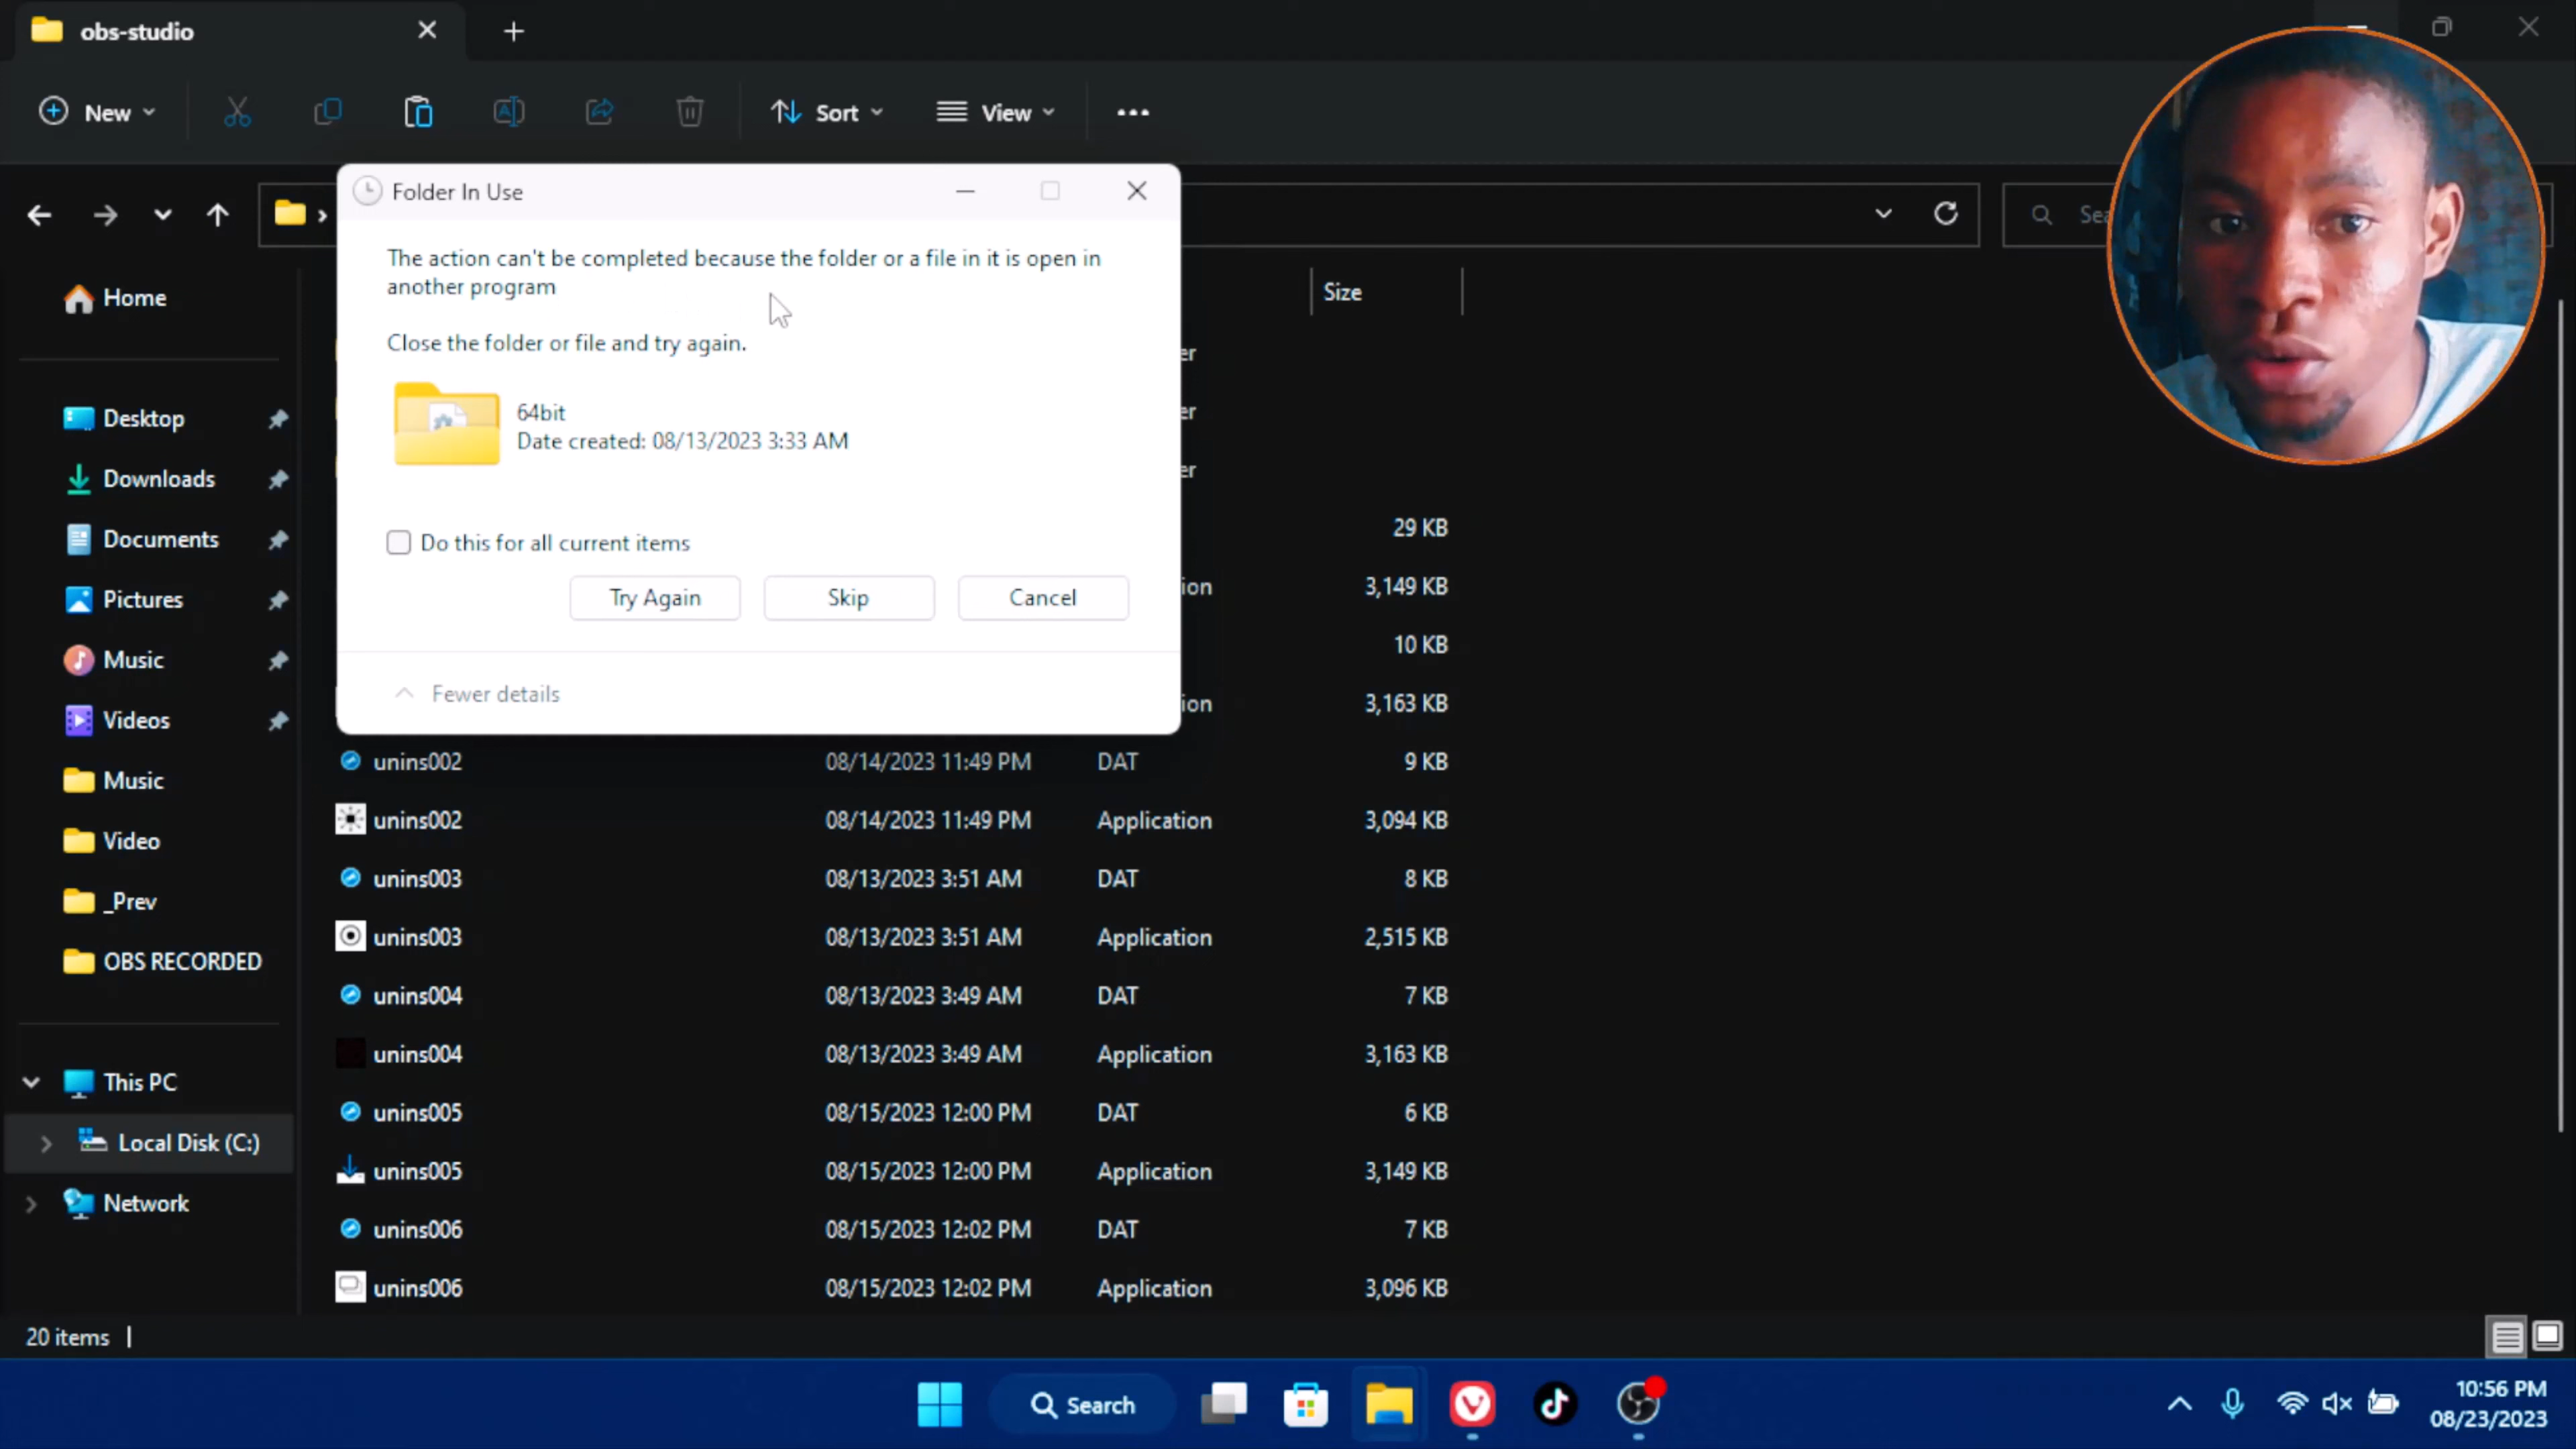 obs-studio
New
Sort
View
Folder In Use
The action can't be completed because the folder or a file in it is open in
another program
Close the folder or file and try again.
64bit
Date created: 08/13/2023 3:33 AM
Do this for all current items
Try Again
Skip
Cancel
Fewer details
Home
Desktop
Downloads
Documents
Pictures
Music
Videos
Music
Video
_Prev
OBS RECORDED
This PC
Local Disk (C:)
Network
Size
er
er
er
29 KB
ion 3,149 KB
10 KB
ion 3,163 KB
unins002 08/14/2023 11:49 PM DAT 9 KB
unins002 08/14/2023 11:49 PM Application 3,094 KB
unins003 08/13/2023 3:51 AM DAT 8 KB
unins003 08/13/2023 3:51 AM Application 2,515 KB
unins004 08/13/2023 3:49 AM DAT 7 KB
unins004 08/13/2023 3:49 AM Application 3,163 KB
unins005 08/15/2023 12:00 PM DAT 6 KB
unins005 08/15/2023 12:00 PM Application 3,149 KB
unins006 08/15/2023 12:02 PM DAT 7 KB
unins006 08/15/2023 12:02 PM Application 3,096 KB
20 items
Search
10:56 PM
08/23/2023